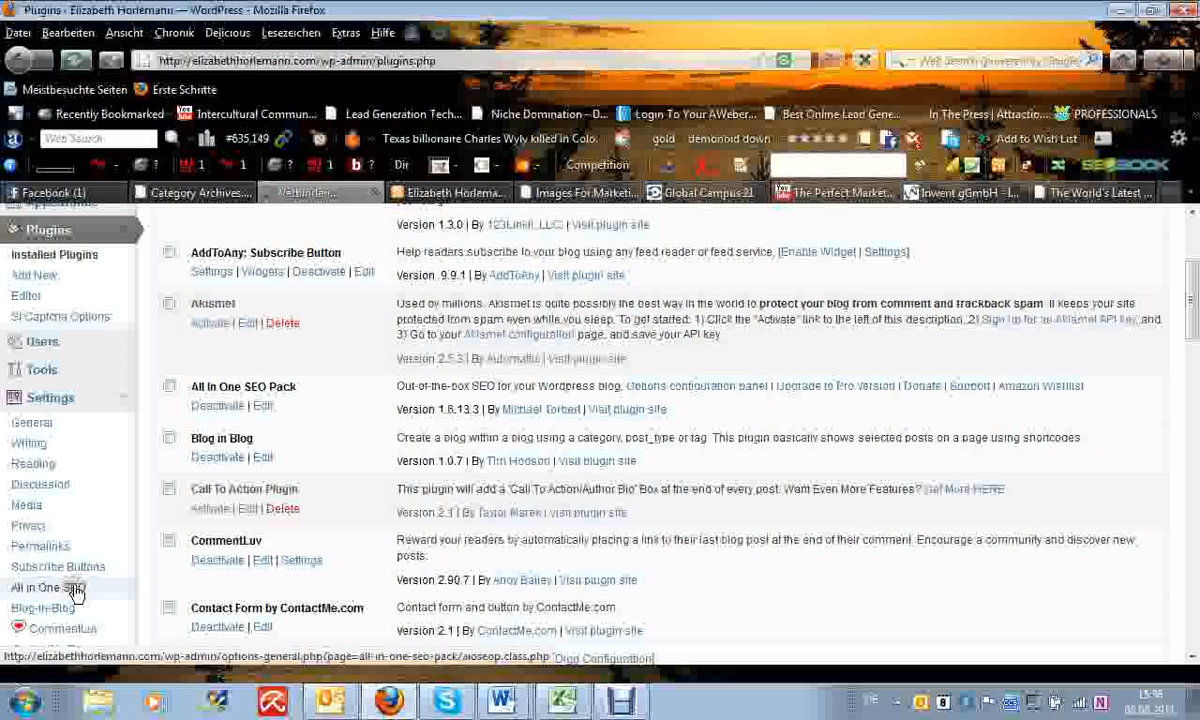 Plugins · Elizabeth Hortemann — WordPress - Mozilla Firefox
Datei Bearbeiten Ansicht Chronik Delicious Lesezeichen Extras Hilfe
http://elizabethhorlemann.com/wp-admin/plugins.php
Meistbesuchte Seiten Erste Schritte
Recently Bookmarked Intercultural Commun... Lead Generation Tech... Niche Domination - D... Login To Your AWeber... Best Online Lead Gene... In The Press | Attractio... PROFESSIONALS
Web Search #635,149 Texas billionaire Charles Wyly killed in Colo. gold demonoid down Add to Wish List
? 1 ? b ? 1 Dir Competition SEOBOOK
Facebook (1) Category Archives... Verbinden... Elizabeth Horlema... Images For Marketi... Global Campus 21 The Perfect Market... Inwent gGmbH - I... The World's Latest ...
Plugins
Installed Plugins
Add New
Editor
SI Captcha Options
Users
Tools
Settings
General
Writing
Reading
Discussion
Media
Privacy
Permalinks
Subscribe Buttons
All in One SEO
Blog-in-Blog
CommentLuv
Version 1.3.0 | By 123Linkit, LLC. | Visit plugin site
AddToAny: Subscribe Button Help readers subscribe to your blog using any feed reader or feed service. [Enable Widget | Settings]
Settings | Widgets | Deactivate | Edit Version .9.9.1 | By AddToAny | Visit plugin site
Akismet Used by millions, Akismet is quite possibly the best way in the world to protect your blog from comment and trackback spam. It keeps your site
Activate | Edit | Delete protected from spam even while you sleep. To get started: 1) Click the "Activate" link to the left of this description, 2) Sign up for an Akismet API key, and
3) Go to your Akismet configuration page, and save your API key
Version 2.5.3 | By Automattic | Visit plugin site
All in One SEO Pack Out-of-the-box SEO for your Wordpress blog. Options configuration panel | Upgrade to Pro Version | Donate | Support | Amazon Wishlist
Deactivate | Edit Version 1.6.13.3 | By Michael Torbert | Visit plugin site
Blog in Blog Create a blog within a blog using a category, post_type or tag. This plugin basically shows selected posts on a page using shortcodes
Deactivate | Edit Version 1.0.7 | By Tim Hodson | Visit plugin site
Call To Action Plugin This plugin will add a 'Call To Action/Author Bio' Box at the end of every post. Want Even More Features? Get More HERE
Activate | Edit | Delete Version 2.1 | By Taylor Marek | Visit plugin site
CommentLuv Reward your readers by automatically placing a link to their last blog post at the end of their comment. Encourage a community and discover new
Deactivate | Edit | Settings posts.
Version 2.90.7 | By Andy Bailey | Visit plugin site
Contact Form by ContactMe.com Contact form and button by ContactMe.com
Deactivate | Edit Version 2.1 | By ContactMe.com | Visit plugin site
http://elizabethhorlemann.com/wp-admin/options-general.php?page=all-in-one-seo-pack/aioseop.class.php Digg Configuration]
DE 15:36